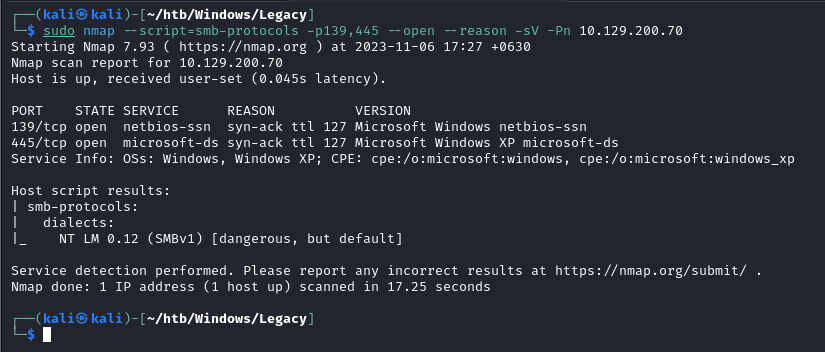 ┌──(kali㉿kali)-[~/htb/Windows/Legacy]
└─$ sudo nmap --script=smb-protocols -p139,445 --open --reason -sV -Pn 10.129.200.70
Starting Nmap 7.93 ( https://nmap.org ) at 2023-11-06 17:27 +0630
Nmap scan report for 10.129.200.70
Host is up, received user-set (0.045s latency).

PORT    STATE SERVICE      REASON          VERSION
139/tcp open  netbios-ssn  syn-ack ttl 127 Microsoft Windows netbios-ssn
445/tcp open  microsoft-ds syn-ack ttl 127 Microsoft Windows XP microsoft-ds
Service Info: OSs: Windows, Windows XP; CPE: cpe:/o:microsoft:windows, cpe:/o:microsoft:windows_xp

Host script results:
| smb-protocols:
|   dialects:
|_    NT LM 0.12 (SMBv1) [dangerous, but default]

Service detection performed. Please report any incorrect results at https://nmap.org/submit/ .
Nmap done: 1 IP address (1 host up) scanned in 17.25 seconds

┌──(kali㉿kali)-[~/htb/Windows/Legacy]
└─$